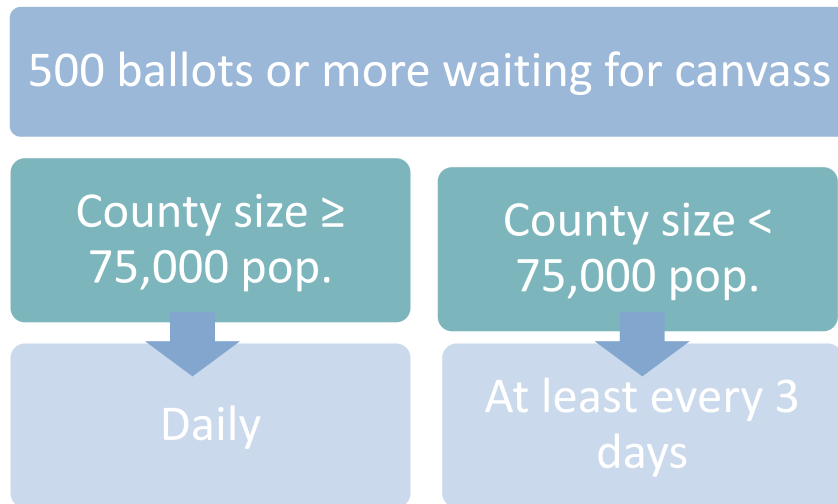 500 ballots or more waiting for canvass
County size ≥
75,000 pop.
County size <
75,000 pop.
Daily
At least every 3
days